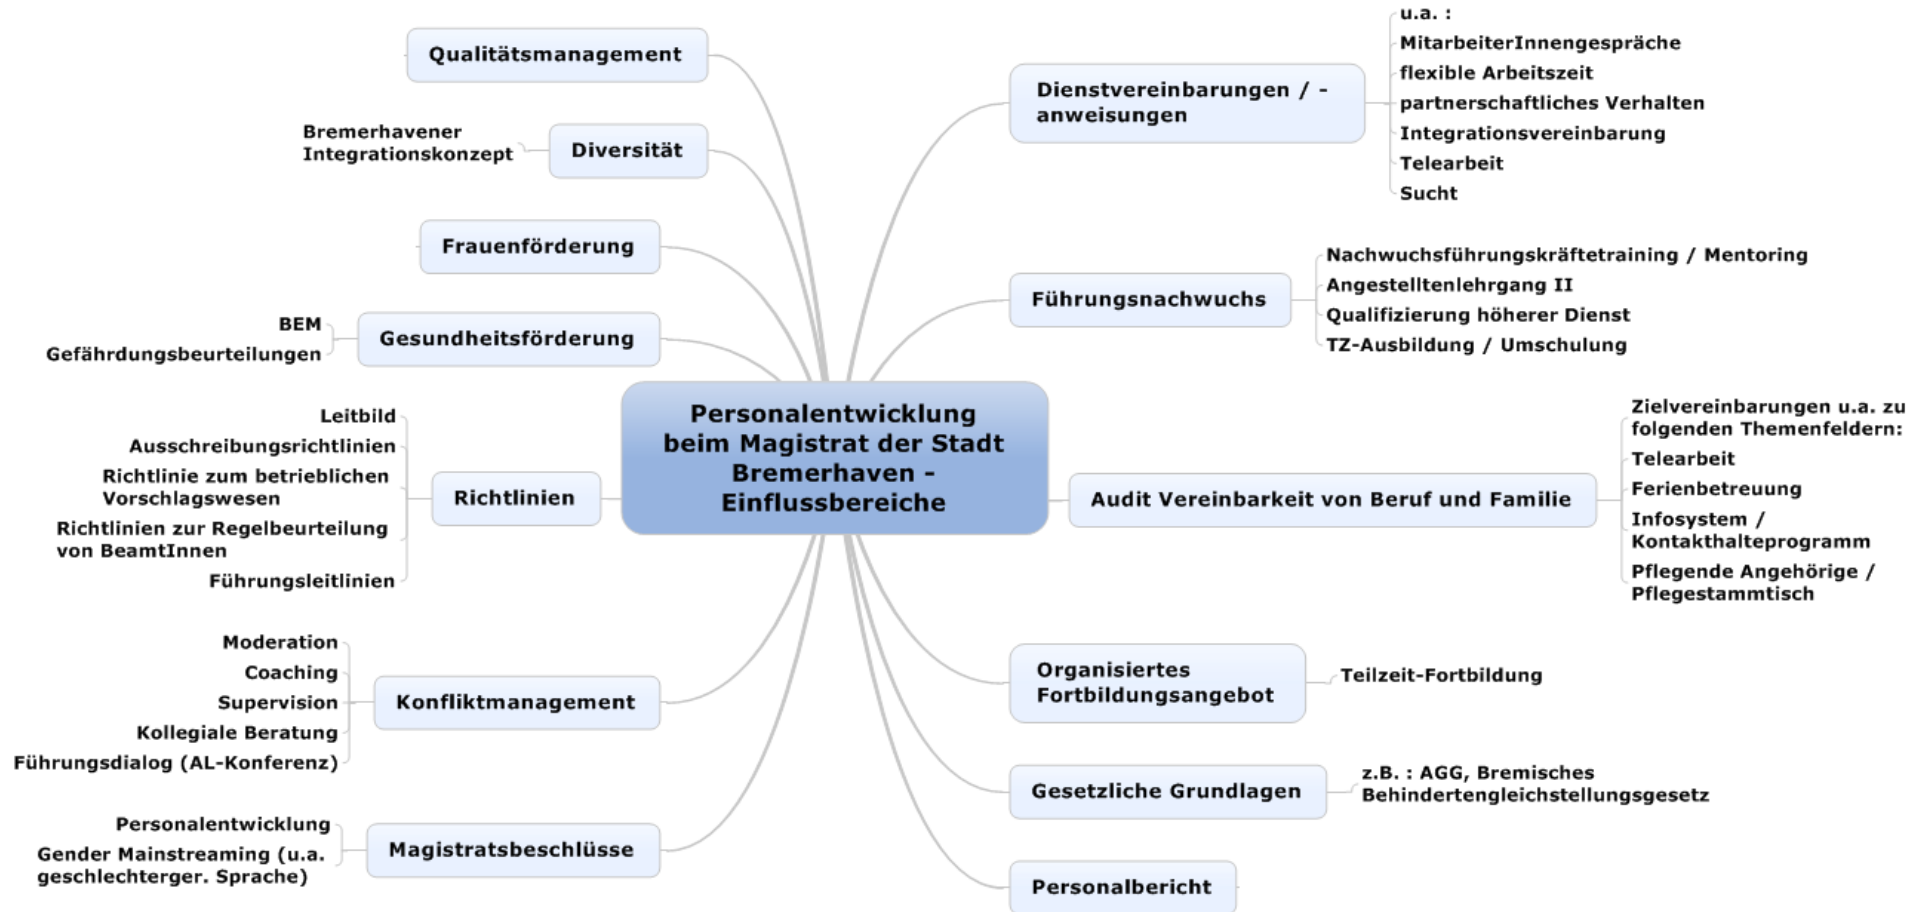 Personalentwicklung
beim Magistrat der Stadt
Bremerhaven -
Einflussbereiche
Qualitätsmanagement
Diversität
Bremerhavener
Integrationskonzept
Frauenförderung
Gesundheitsförderung
BEM
Gefährdungsbeurteilungen
Richtlinien
Leitbild
Ausschreibungsrichtlinien
Richtlinie zum betrieblichen
Vorschlagswesen
Richtlinien zur Regelbeurteilung
von BeamtInnen
Führungsleitlinien
Konfliktmanagement
Moderation
Coaching
Supervision
Kollegiale Beratung
Führungsdialog (AL-Konferenz)
Magistratsbeschlüsse
Personalentwicklung
Gender Mainstreaming (u.a.
geschlechterger. Sprache)
Dienstvereinbarungen / -
anweisungen
u.a. :
MitarbeiterInnengespräche
flexible Arbeitszeit
partnerschaftliches Verhalten
Integrationsvereinbarung
Telearbeit
Sucht
Führungsnachwuchs
Nachwuchsführungskräftetraining / Mentoring
Angestelltenlehrgang II
Qualifizierung höherer Dienst
TZ-Ausbildung / Umschulung
Audit Vereinbarkeit von Beruf und Familie
Zielvereinbarungen u.a. zu
folgenden Themenfeldern:
Telearbeit
Ferienbetreuung
Infosystem /
Kontakthalteprogramm
Pflegende Angehörige /
Pflegestammtisch
Organisiertes
Fortbildungsangebot
Teilzeit-Fortbildung
Gesetzliche Grundlagen
z.B. : AGG, Bremisches
Behindertengleichstellungsgesetz
Personalbericht